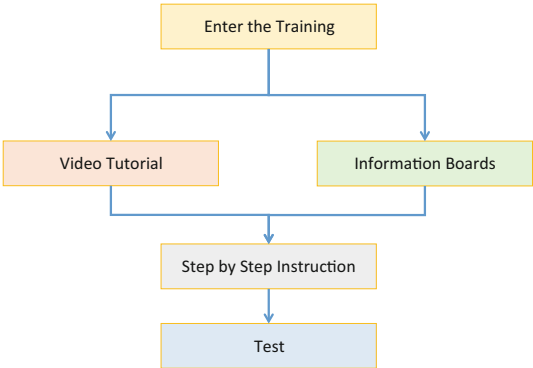 Enter the Training
Video Tutorial
Information Boards
Step by Step Instruction
Test